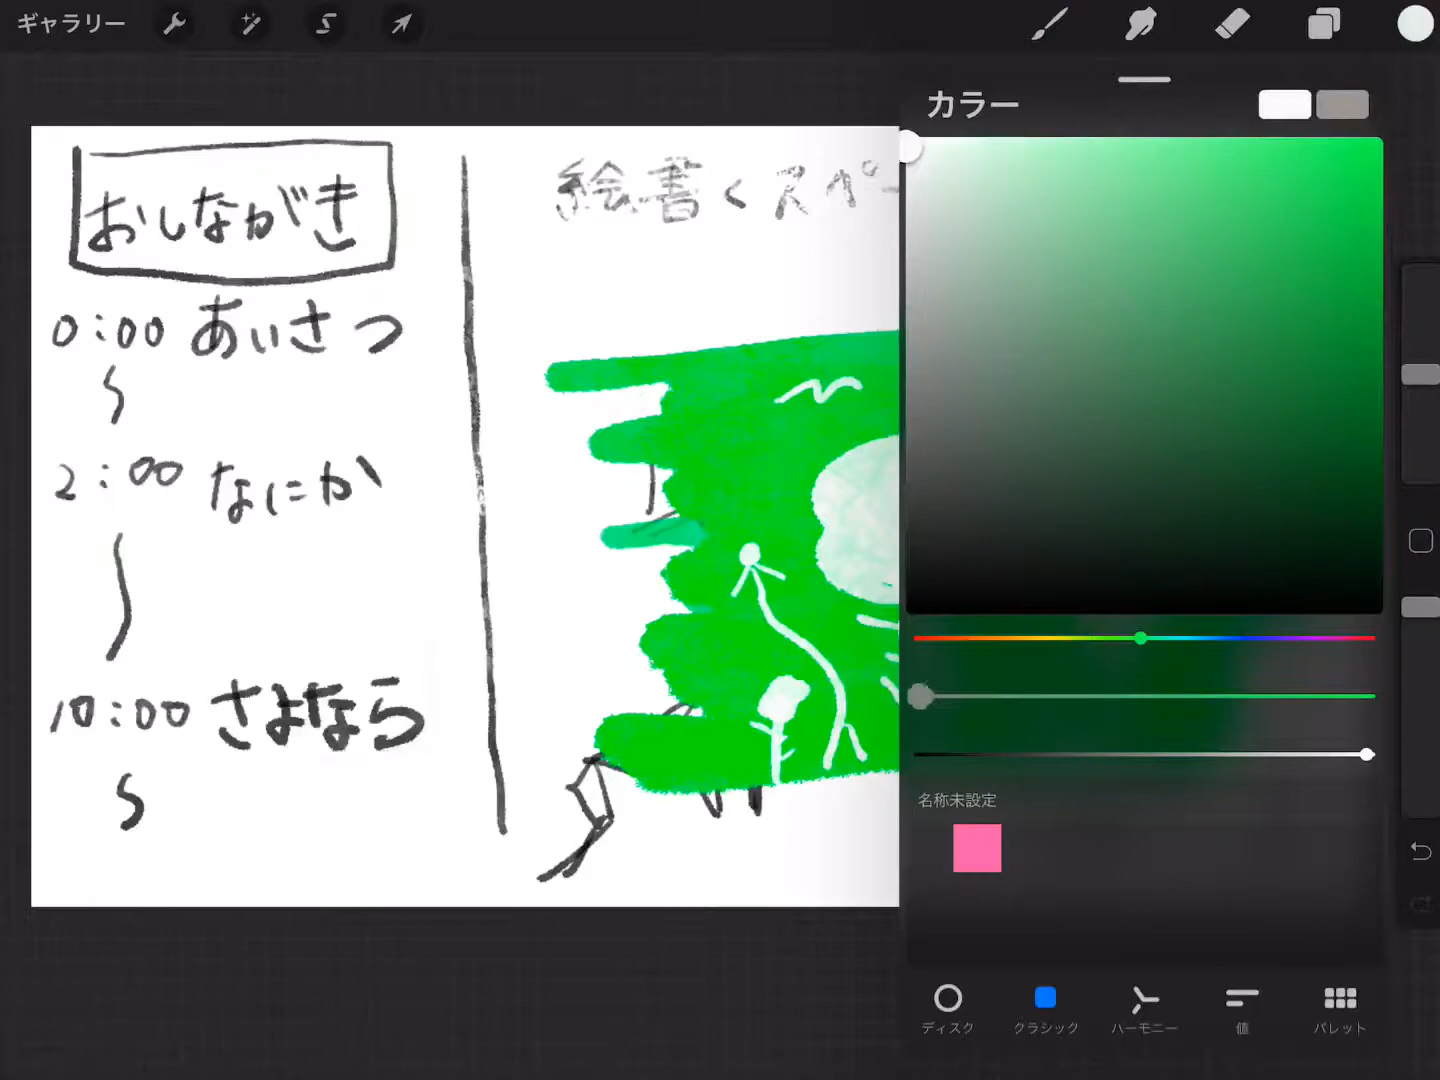 ギャラリー
カラー
おしながき
0:00 あいさつ
2:00 なにか
10:00 さよなら
絵書くスペー
名称未設定
ディスク
クラシック
ハーモニー
値
パレット